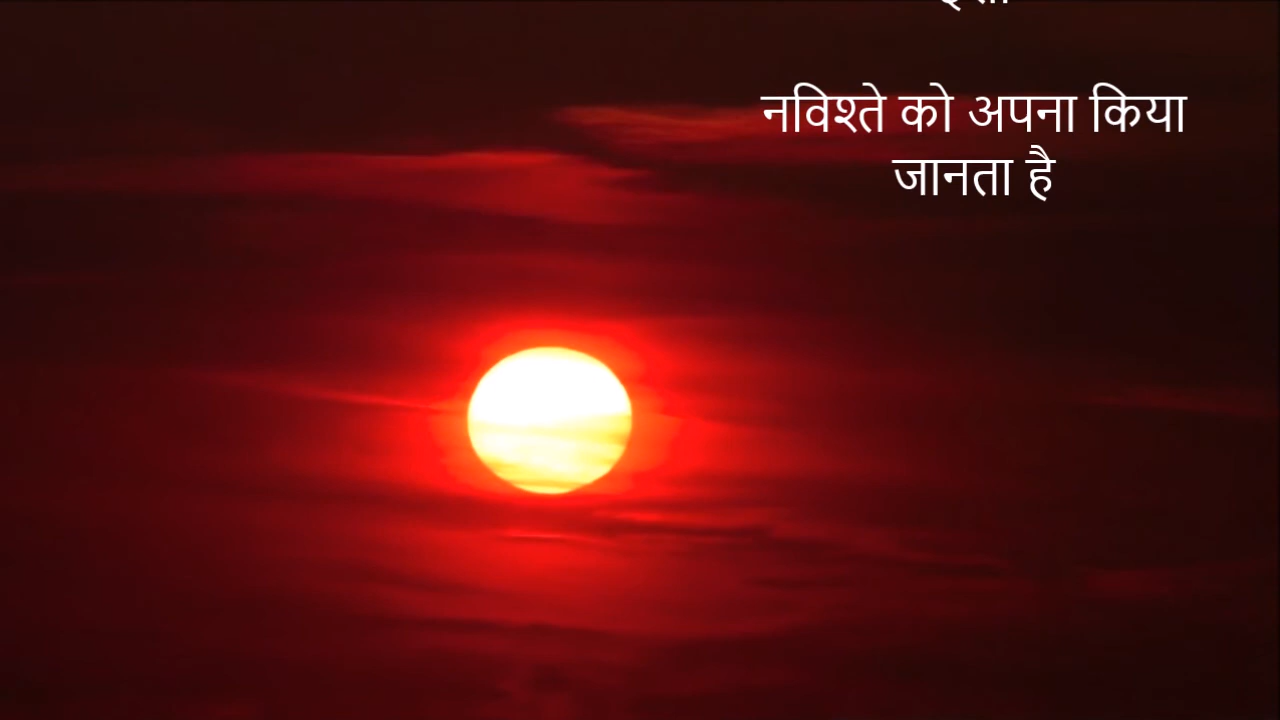 नविश्ते को अपना किया
जानता है